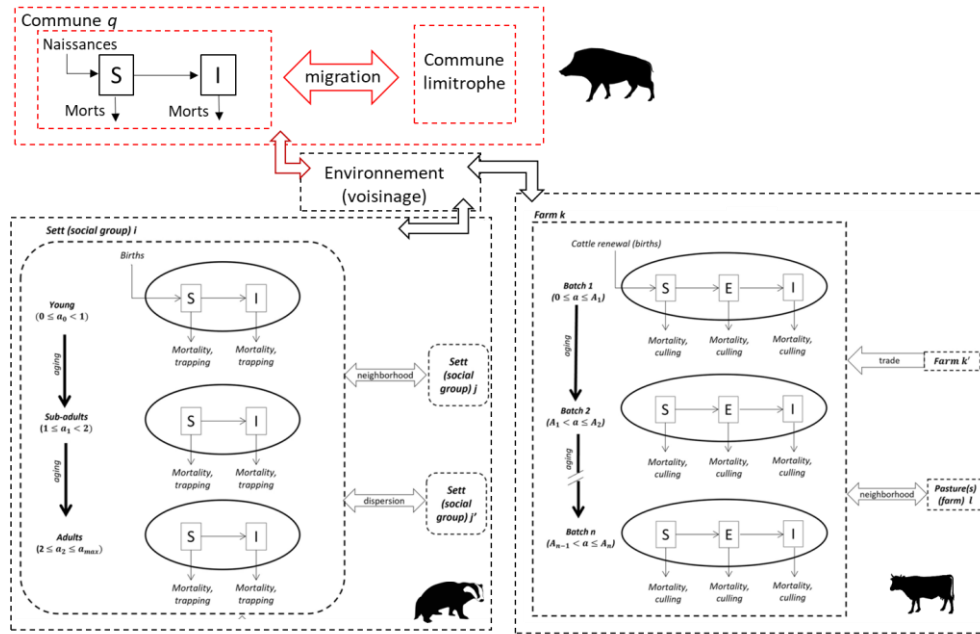 Commune q
Naissances
S
I
Morts
Morts
migration
Commune
limitrophe
Environnement
(voisinage)
Sett (social group) i
Births
Young
(0 ≤ a₀ < 1)
S
I
Mortality,
trapping
Mortality,
trapping
aging
Sub-adults
(1 ≤ a₁ < 2)
S
I
Mortality,
trapping
Mortality,
trapping
aging
Adults
(2 ≤ a₂ ≤ aₘₐₓ)
S
I
Mortality,
trapping
Mortality,
trapping
neighborhood
Sett
(social
group) j
dispersion
Sett
(social
group) j'
Farm k
Cattle renewal (births)
Batch 1
(0 ≤ a ≤ A₁)
S
E
I
Mortality,
culling
Mortality,
culling
Mortality,
culling
aging
Batch 2
(A₁ < a ≤ A₂)
S
E
I
Mortality,
culling
Mortality,
culling
Mortality,
culling
aging
Batch n
(Aₙ₋₁ < a ≤ Aₙ)
S
E
I
Mortality,
culling
Mortality,
culling
Mortality,
culling
trade
Farm k'
neighborhood
Pasture(s)
(farm) l